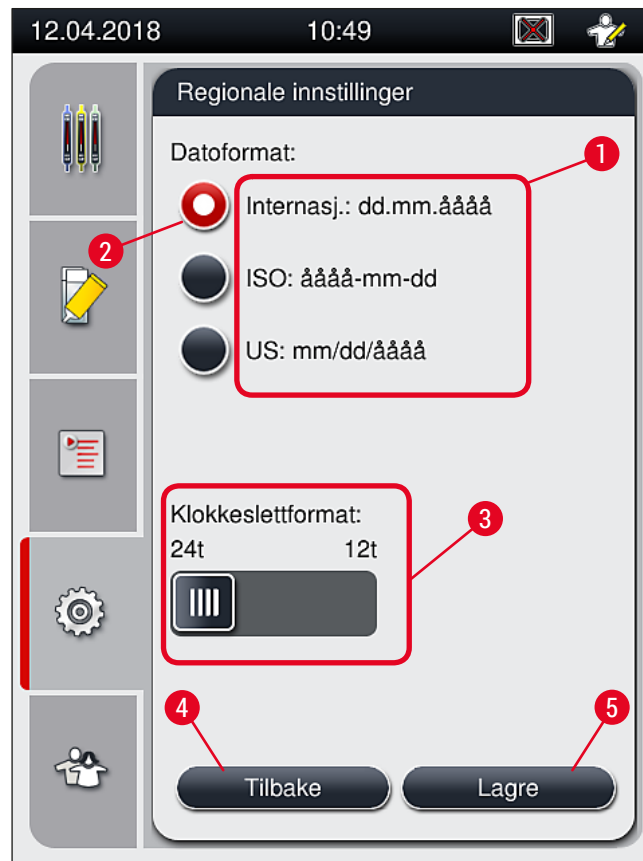 12.04.2018 10:49
Regionale innstillinger
Datoformat:
1
Internasj.: dd.mm.åååå
2
ISO: åååå-mm-dd
US: mm/dd/åååå
Klokkeslettformat:
3
24t 12t
4
5
Tilbake Lagre